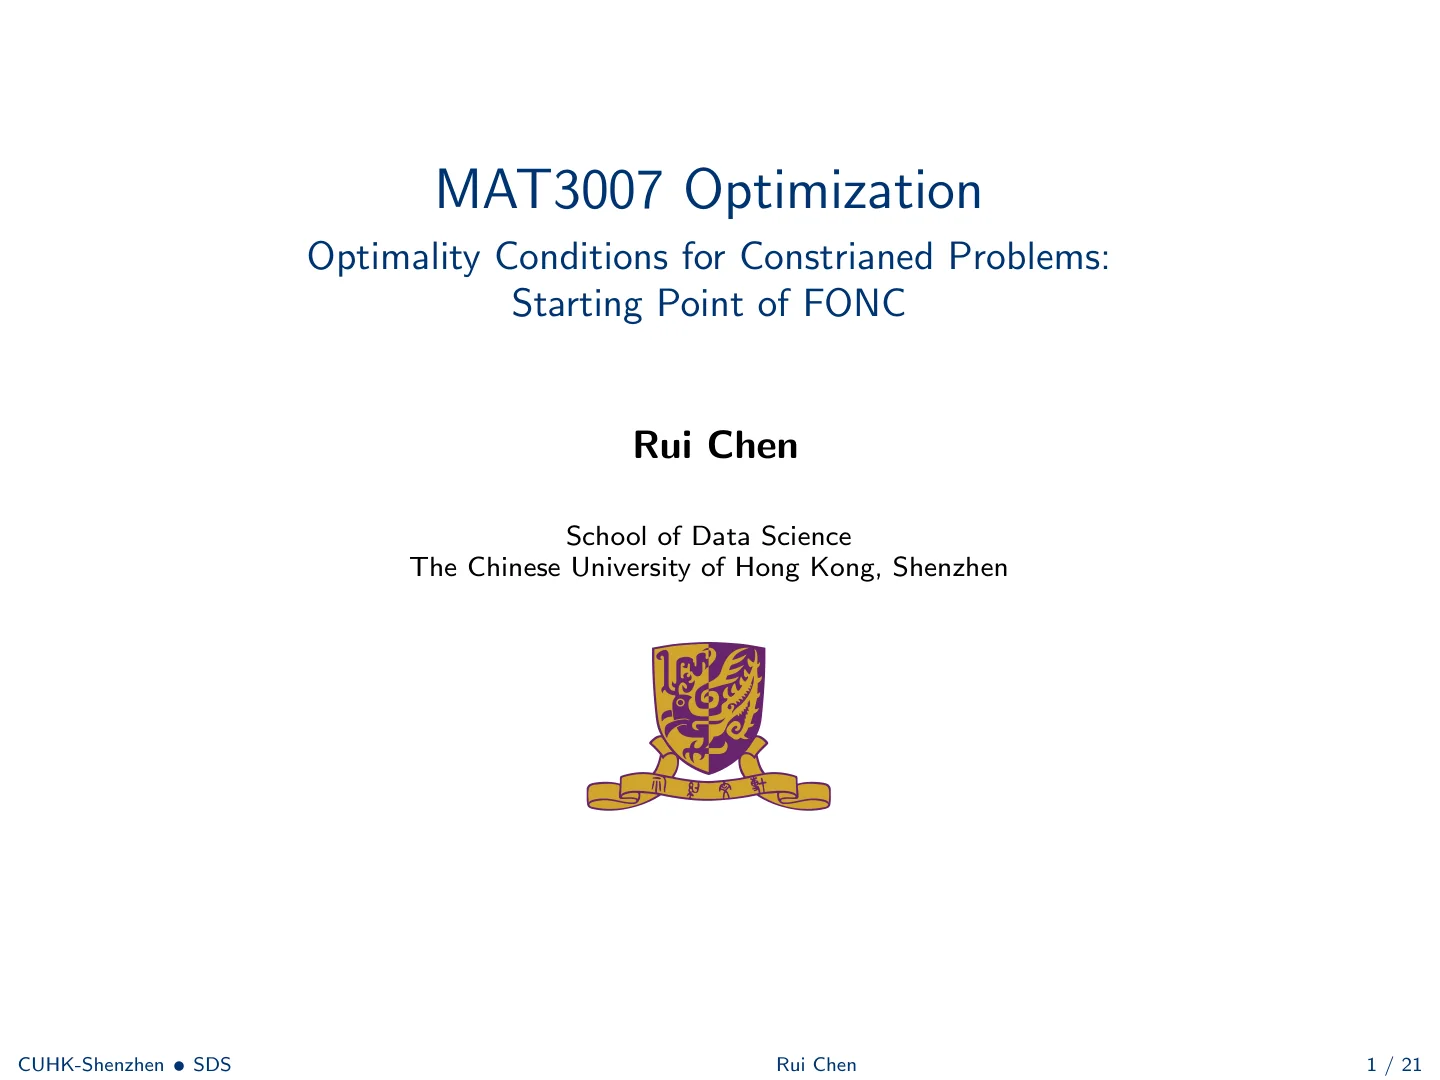 MAT3007 Optimization
Optimality Conditions for Constrianed Problems:
Starting Point of FONC
Rui Chen
School of Data Science
The Chinese University of Hong Kong, Shenzhen
CUHK-Shenzhen • SDS
Rui Chen
1 / 21